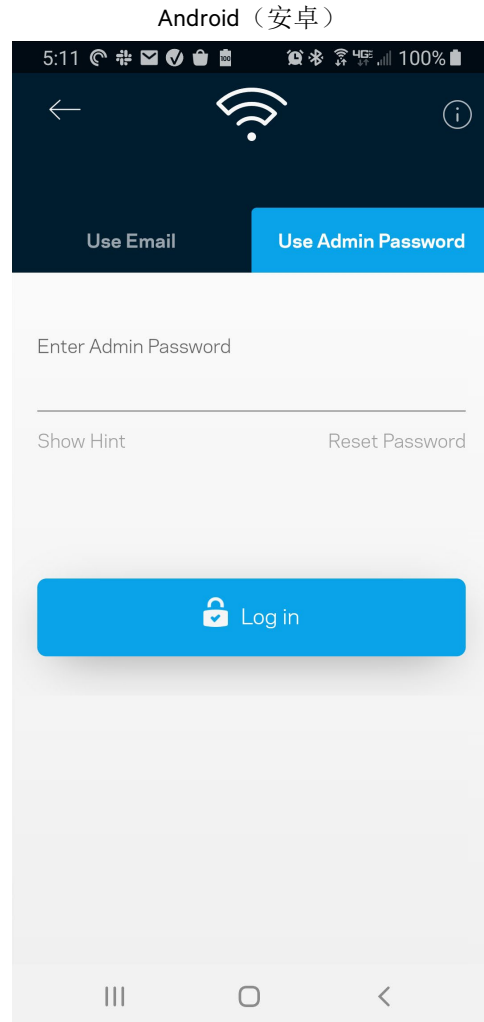 Android（安卓）
5:11 100%
Use Email Use Admin Password
Enter Admin Password
Show Hint Reset Password
Log in